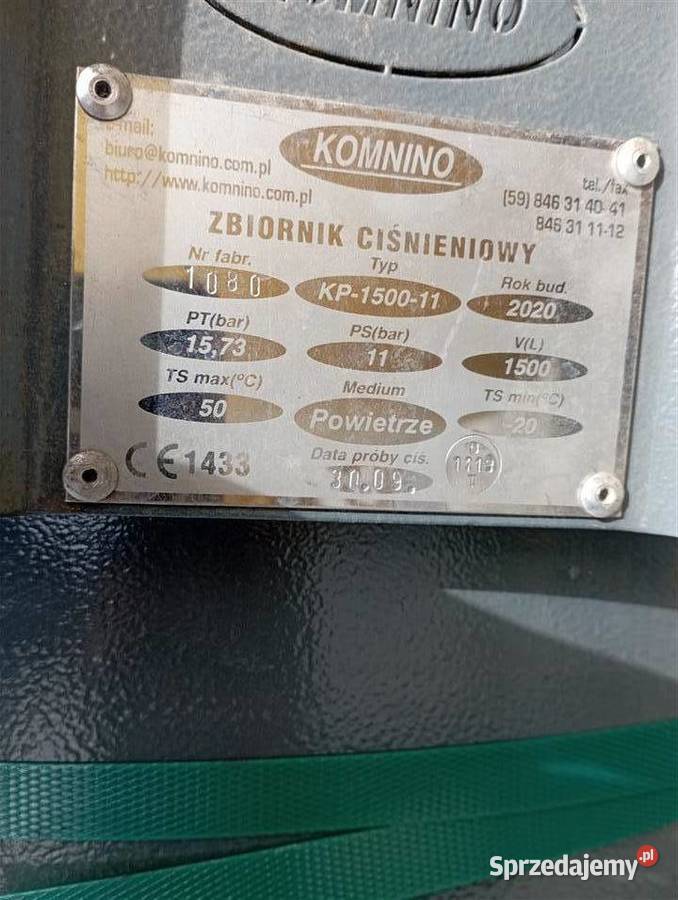 KOMNINO
e-mail:
biuro@komnino.com.pl
http://www.komnino.com.pl
KOMNINO
tel./fax
(59) 846 31 40-41
846 31 11-12
ZBIORNIK CIŚNIENIOWY
Nr fabr. Typ Rok bud.
1080 KP-1500-11 2020
PT(bar) PS(bar) V(L)
15,73 11 1500
TS max(°C) Medium TS min(°C)
50 Powietrze -20
CE 1433 Data próby ciś.
30.09.
Sprzedajemy.pl